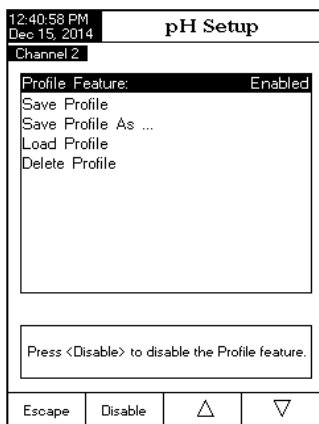 12:40:58 PM
Dec 15, 2014
pH Setup
Channel 2
Profile Feature: Enabled
Save Profile
Save Profile As ...
Load Profile
Delete Profile
Press <Disable> to disable the Profile feature.
Escape Disable